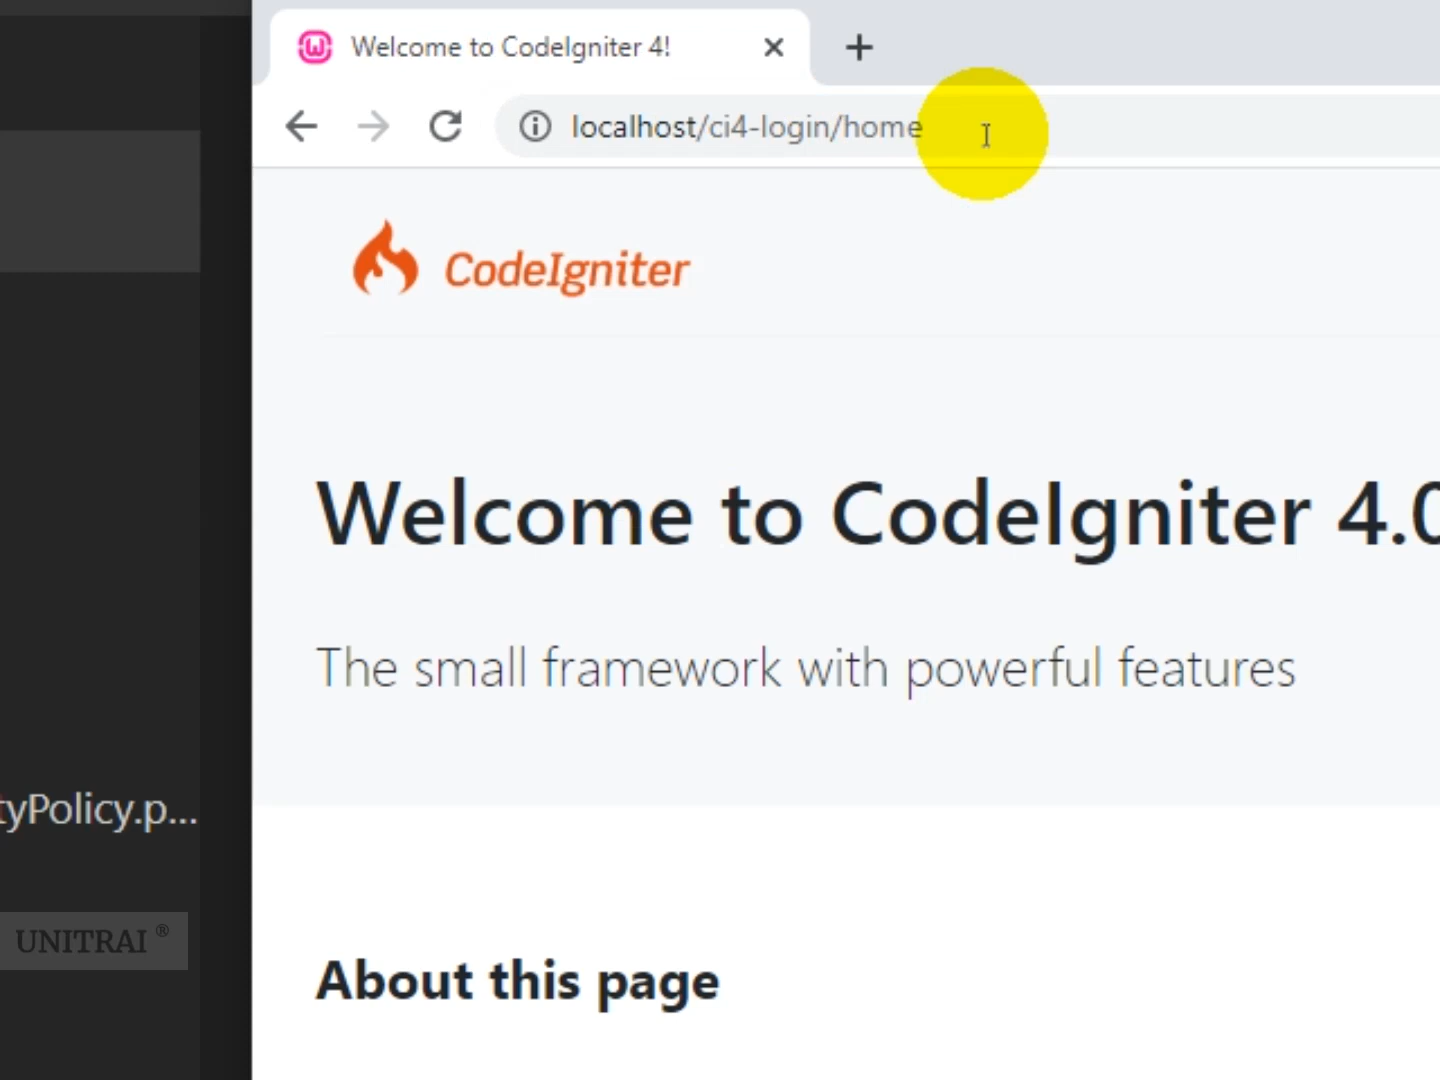 Welcome to CodeIgniter 4!
localhost/ci4-login/home
CodeIgniter
Welcome to CodeIgniter 4.0
The small framework with powerful features
tyPolicy.p...
UNITRAI ®
About this page